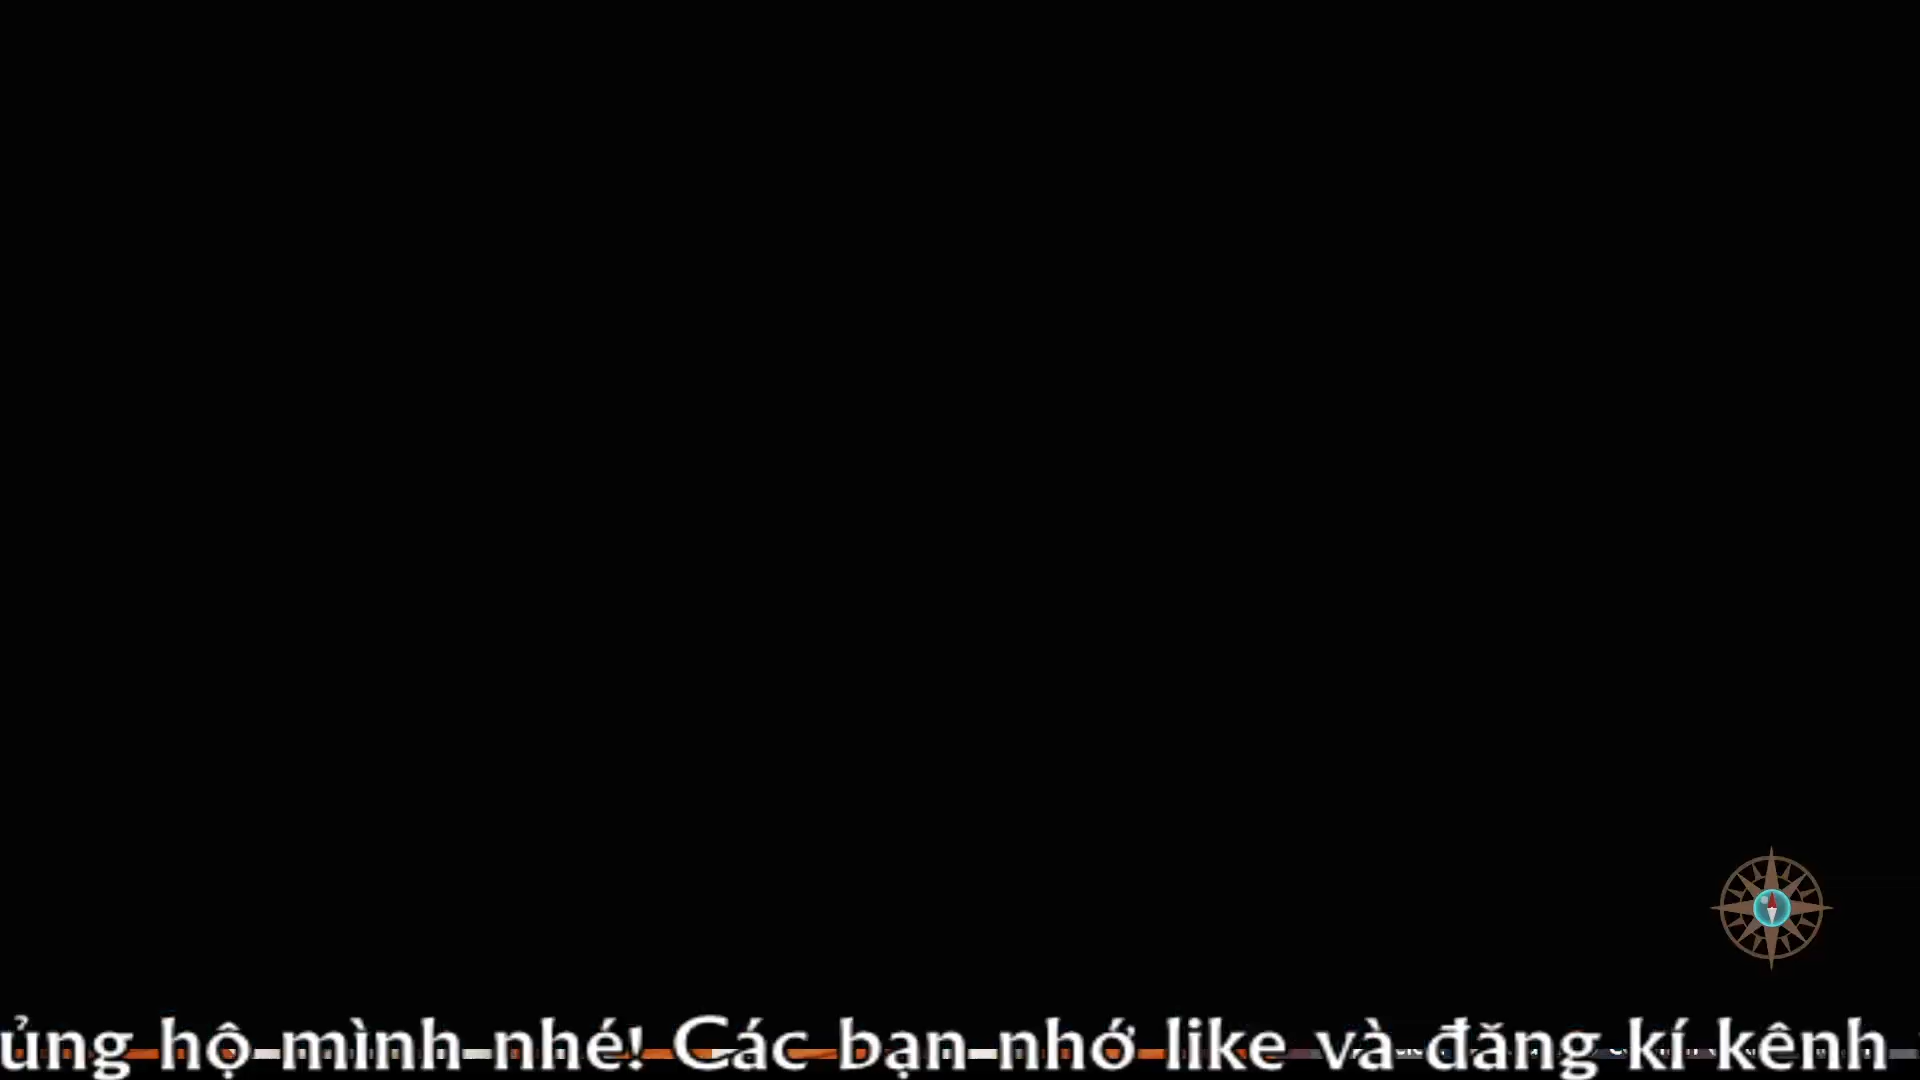 ủng hộ mình nhé! Các bạn nhớ like và đăng kí kênh